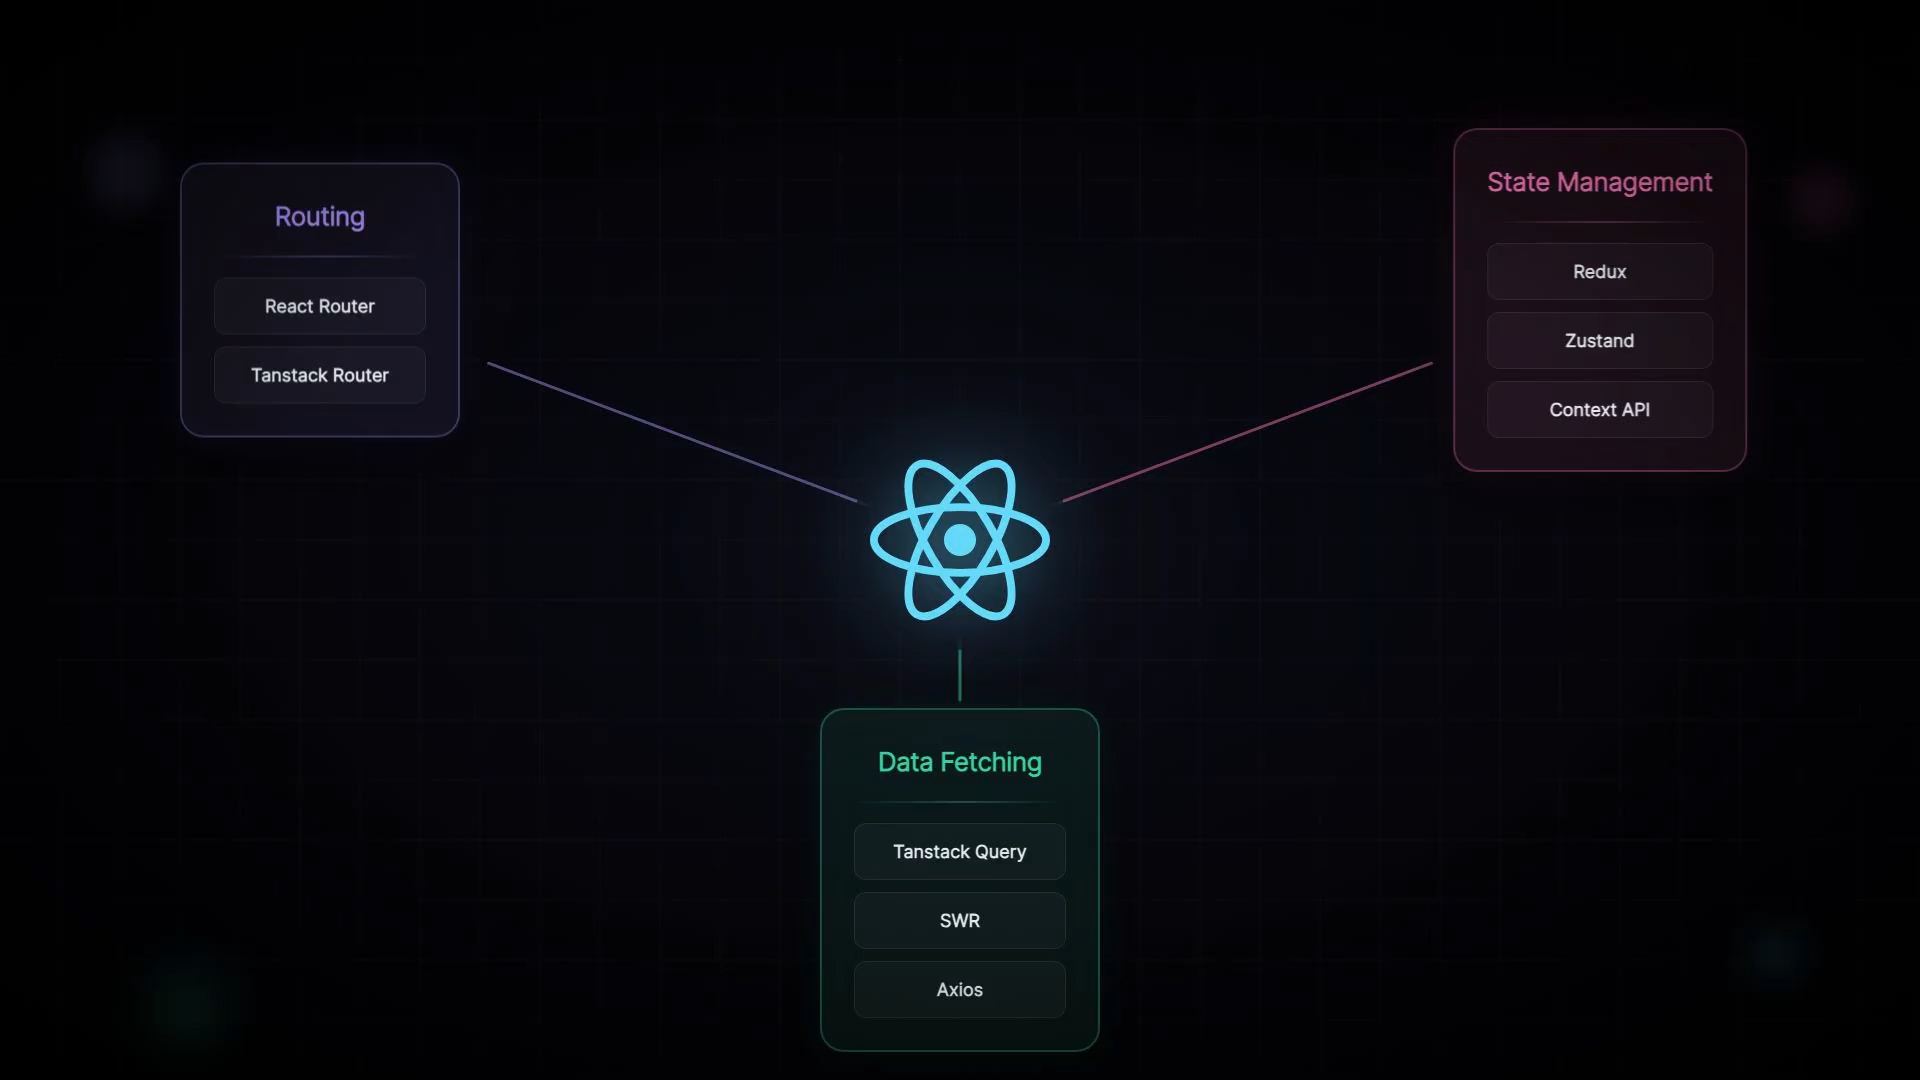 Routing
React Router
Tanstack Router
State Management
Redux
Zustand
Context API
Data Fetching
Tanstack Query
SWR
Axios